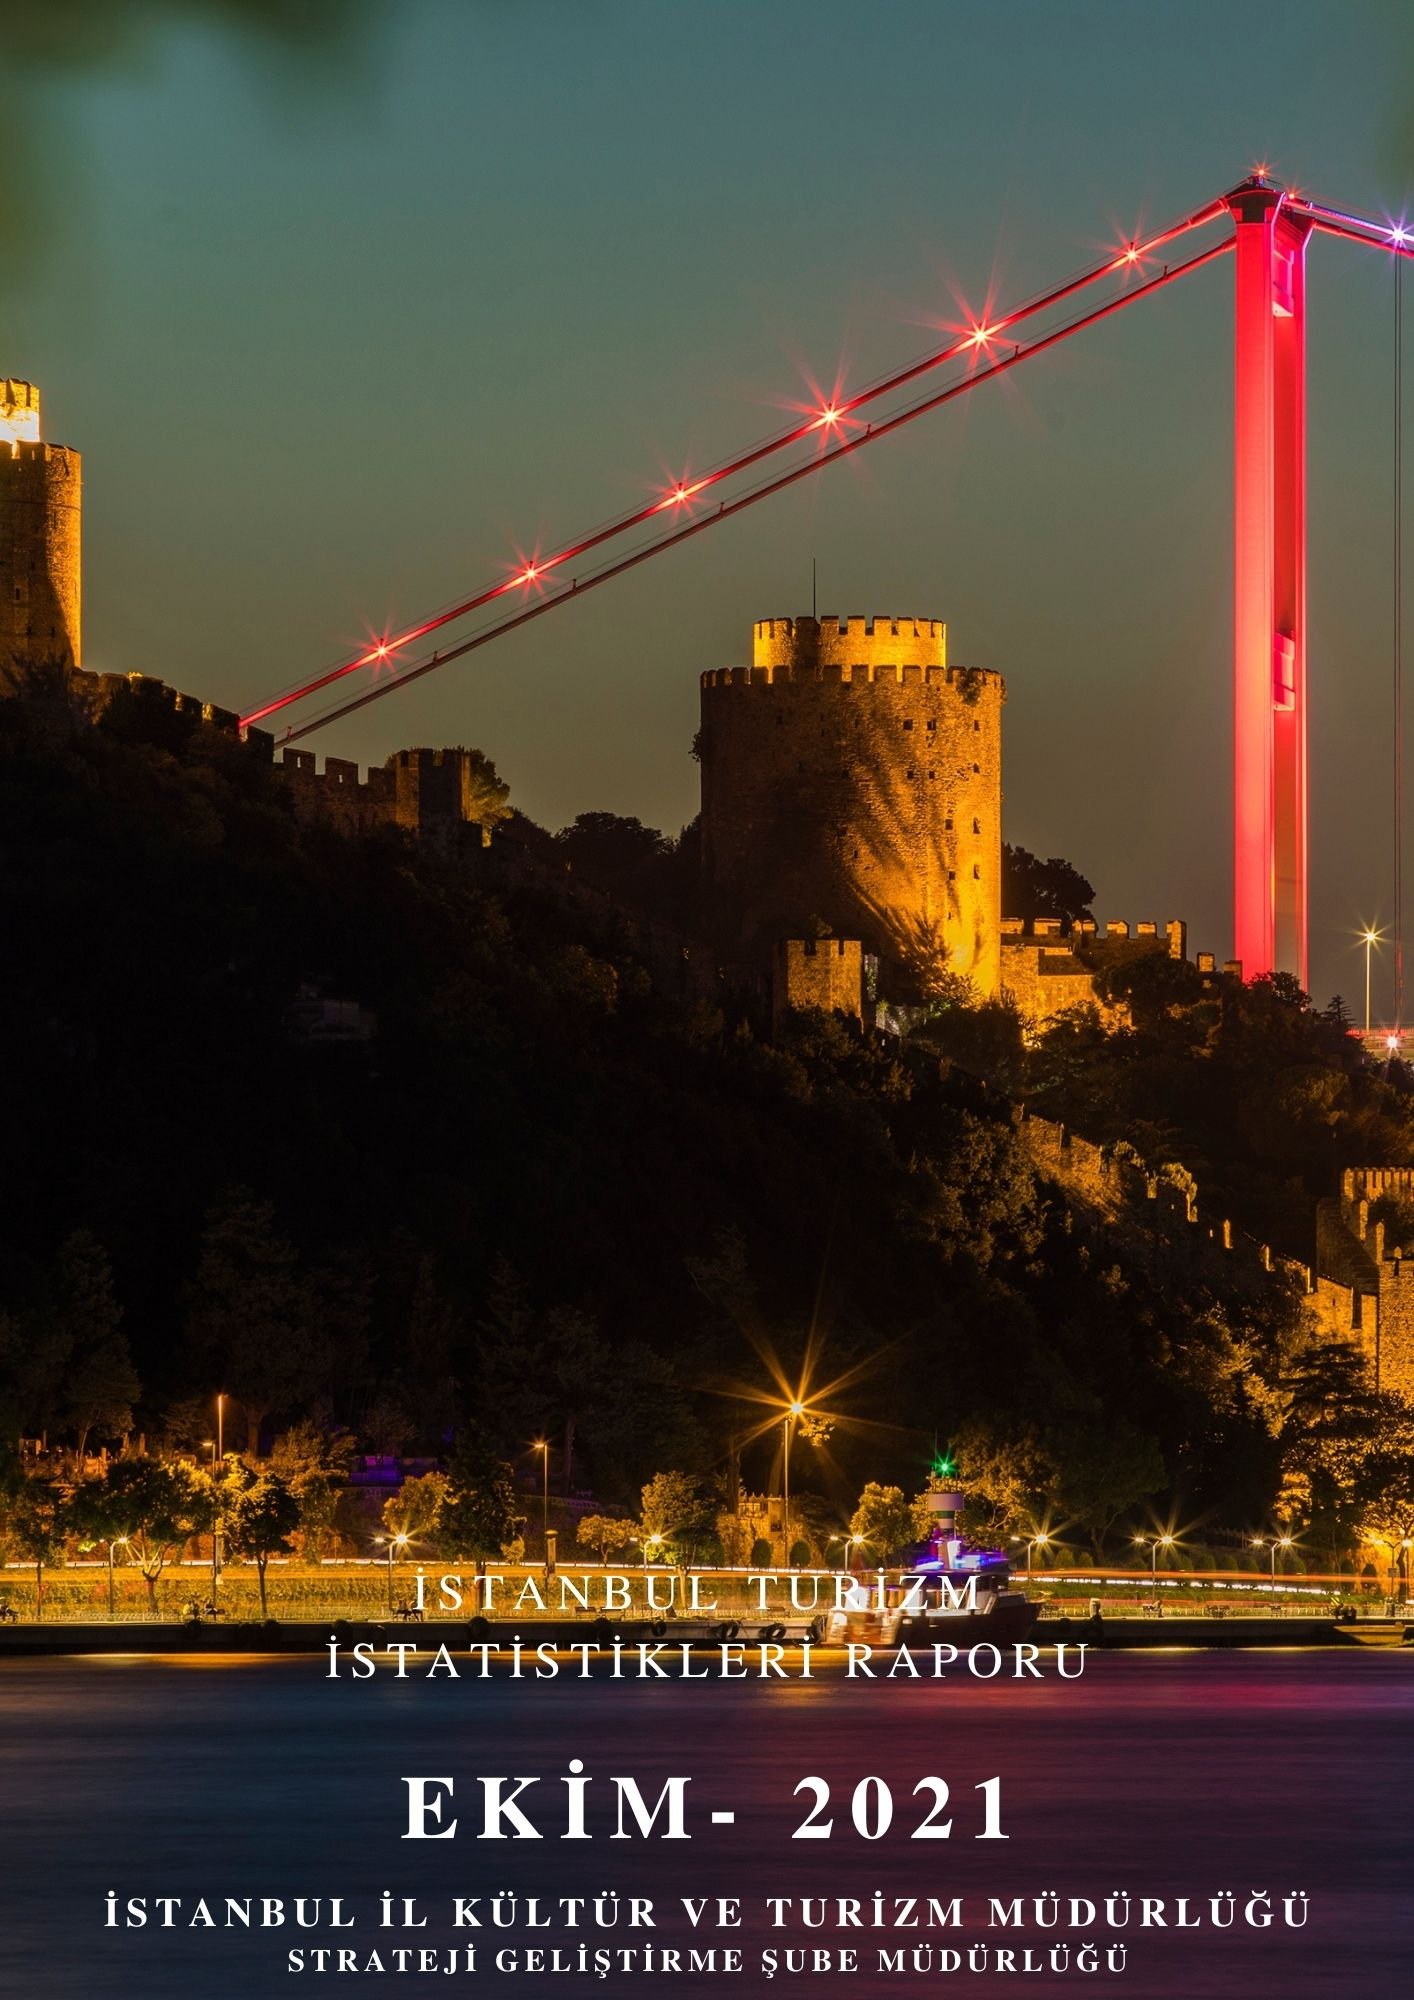 İSTANBUL TURİZM
İSTATİSTİKLERİ RAPORU
EKİM- 2021
İSTANBUL İL KÜLTÜR VE TURİZM MÜDÜRLÜĞÜ
STRATEJİ GELİŞTİRME ŞUBE MÜDÜRLÜĞÜ